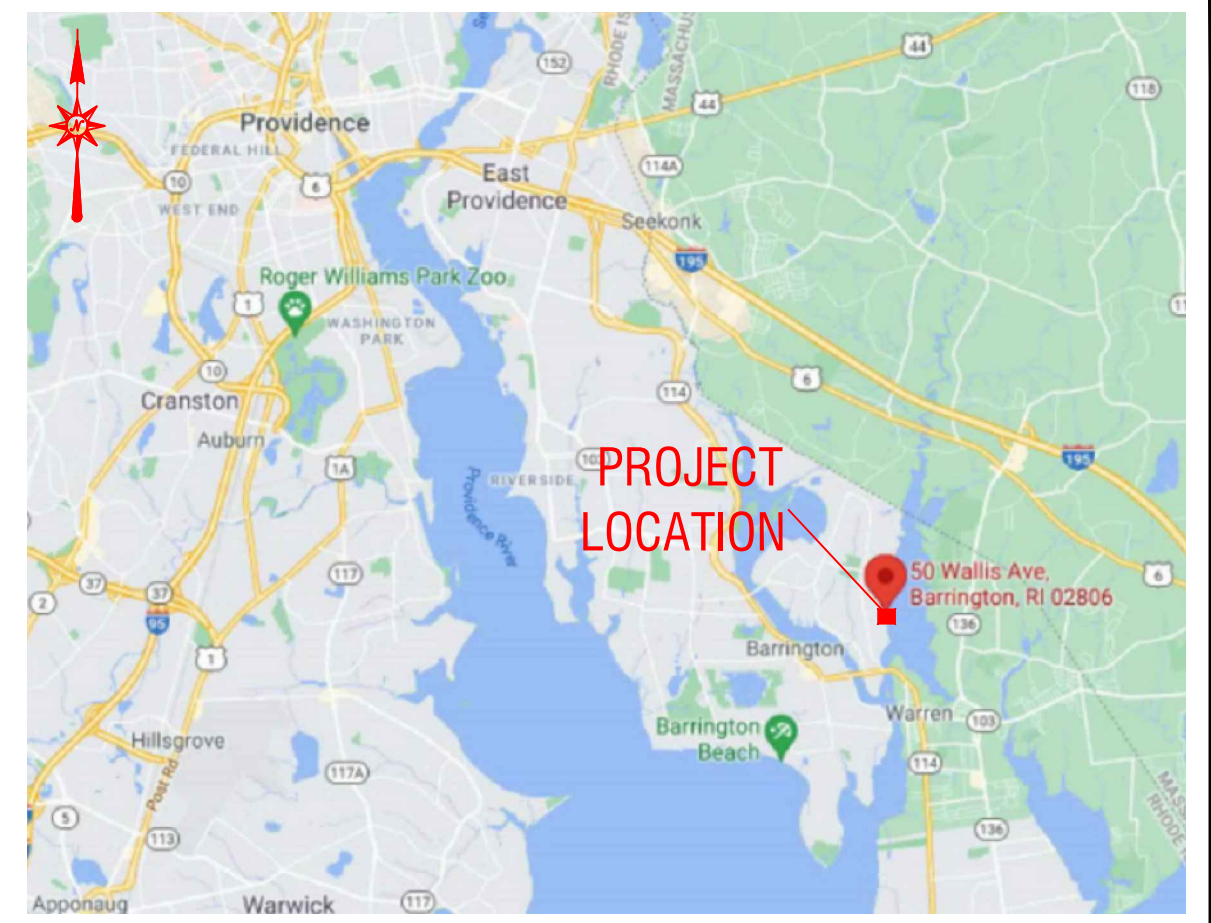 44
152
RHODE IS
MASSACHUS
44
118
N
Providence
FEDERAL HILL
East
Providence
114A
10
6
WEST END
Seekonk
195
Roger Williams Park Zoo
1
WASHINGTON
PARK
10
114
6
Cranston
Auburn
1A
PROJECT
LOCATION
RIVERSIDE
Providence River
195
37
37
117
2
95
50 Wallis Ave,
Barrington, RI 02806
6
136
1
Barrington
Warren
103
Hillsgrove
Barrington
Beach
Post Rd
117A
114
5
113
136
Apponaug
Warwick
117